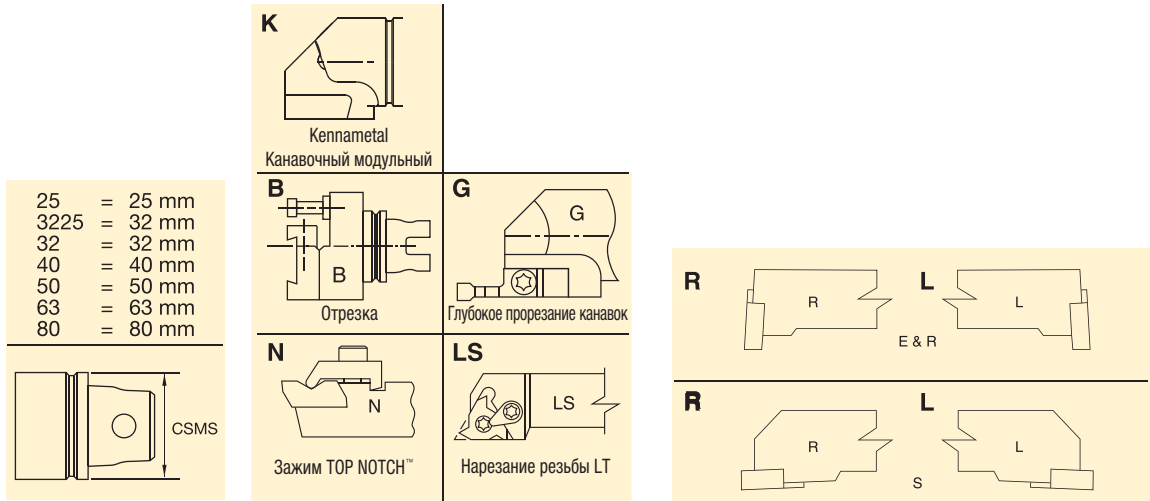 25 = 25 mm
3225 = 32 mm
32 = 32 mm
40 = 40 mm
50 = 50 mm
63 = 63 mm
80 = 80 mm
CSMS
K
Kennametal
Канавочный модульный
B
B
Отрезка
G
G
Глубокое прорезание канавок
N
N
Зажим TOP NOTCH™
LS
LS
Нарезание резьбы LT
R
R
L
L
E & R
R
R
L
L
S